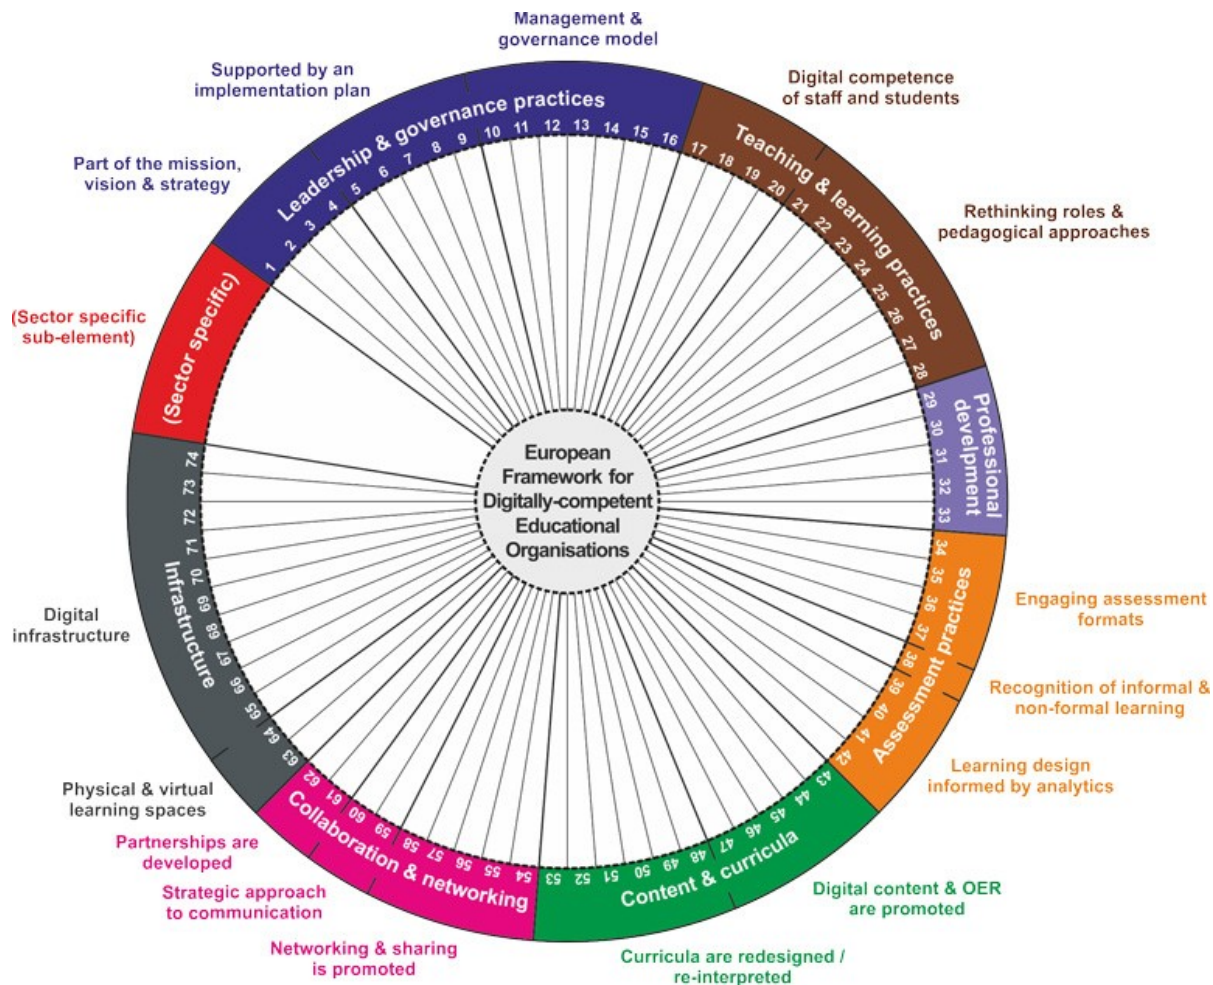 Management &
governance model
Supported by an
implementation plan
Digital competence
of staff and students
Part of the mission,
vision & strategy
Rethinking roles &
pedagogical approaches
(Sector specific
sub-element)
Leadership & governance practices
1 2 3 4 5 6 7 8 9 10 11 12 13 14 15 16
Teaching & learning practices
17 18 19 20 21 22 23 24 25 26 27 28
Professional
develpment
29 30 31 32 33
Assessment practices
34 35 36 37 38 39 40 41 42
Content & curricula
43 44 45 46 47 48 49 50 51 52 53
Collaboration & networking
54 55 56 57 58 59 60 61 62
Infrastructure
63 64 65 66 67 68 69 70 71 72 73 74
(Sector specific)
European
Framework for
Digitally-competent
Educational
Organisations
Engaging assessment
formats
Recognition of informal &
non-formal learning
Learning design
informed by analytics
Digital content & OER
are promoted
Curricula are redesigned /
re-interpreted
Networking & sharing
is promoted
Strategic approach
to communication
Partnerships are
developed
Physical & virtual
learning spaces
Digital
infrastructure